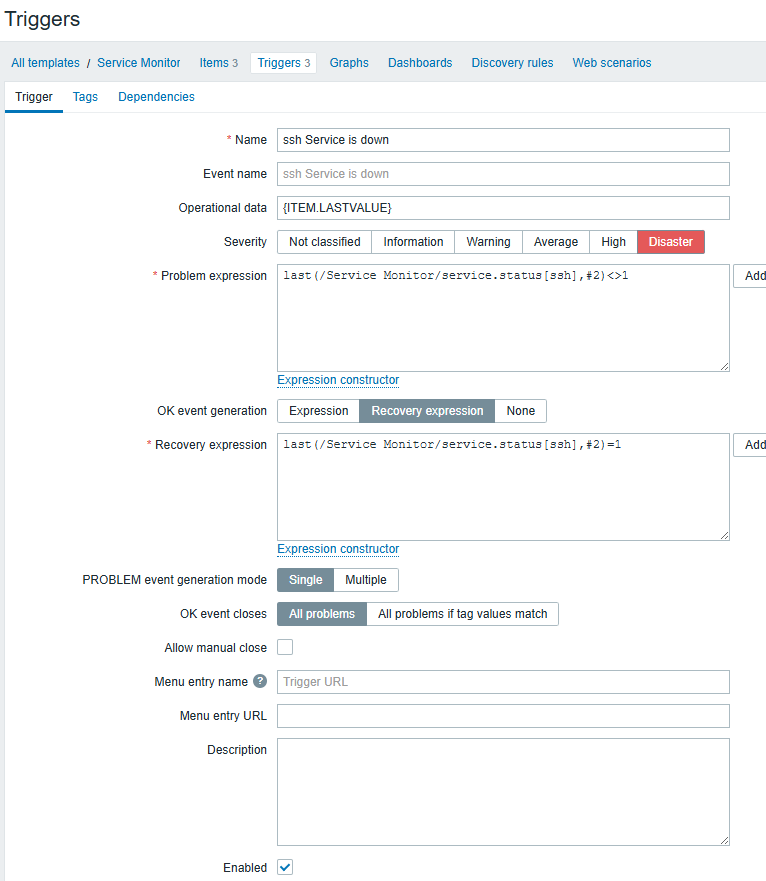 Triggers
All templates / Service Monitor Items 3 Triggers 3 Graphs Dashboards Discovery rules Web scenarios
Trigger Tags Dependencies
* Name ssh Service is down
Event name ssh Service is down
Operational data {ITEM.LASTVALUE}
Severity Not classified Information Warning Average High Disaster
* Problem expression last(/Service Monitor/service.status[ssh],#2)<>1 Add
Expression constructor
OK event generation Expression Recovery expression None
* Recovery expression last(/Service Monitor/service.status[ssh],#2)=1 Add
Expression constructor
PROBLEM event generation mode Single Multiple
OK event closes All problems All problems if tag values match
Allow manual close
Menu entry name ? Trigger URL
Menu entry URL
Description
Enabled